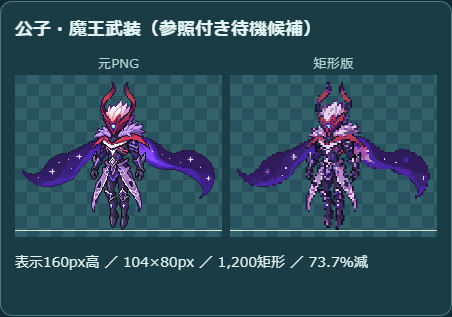 公子・魔王武装（参照付き待機候補）
元PNG
矩形版
表示160px高 ／ 104×80px ／ 1,200矩形 ／ 73.7%減